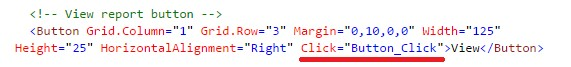 <!-- View report button -->
<Button Grid.Column="1" Grid.Row="3" Margin="0,10,0,0" Width="125"
Height="25" HorizontalAlignment="Right" Click="Button_Click">View</Button>